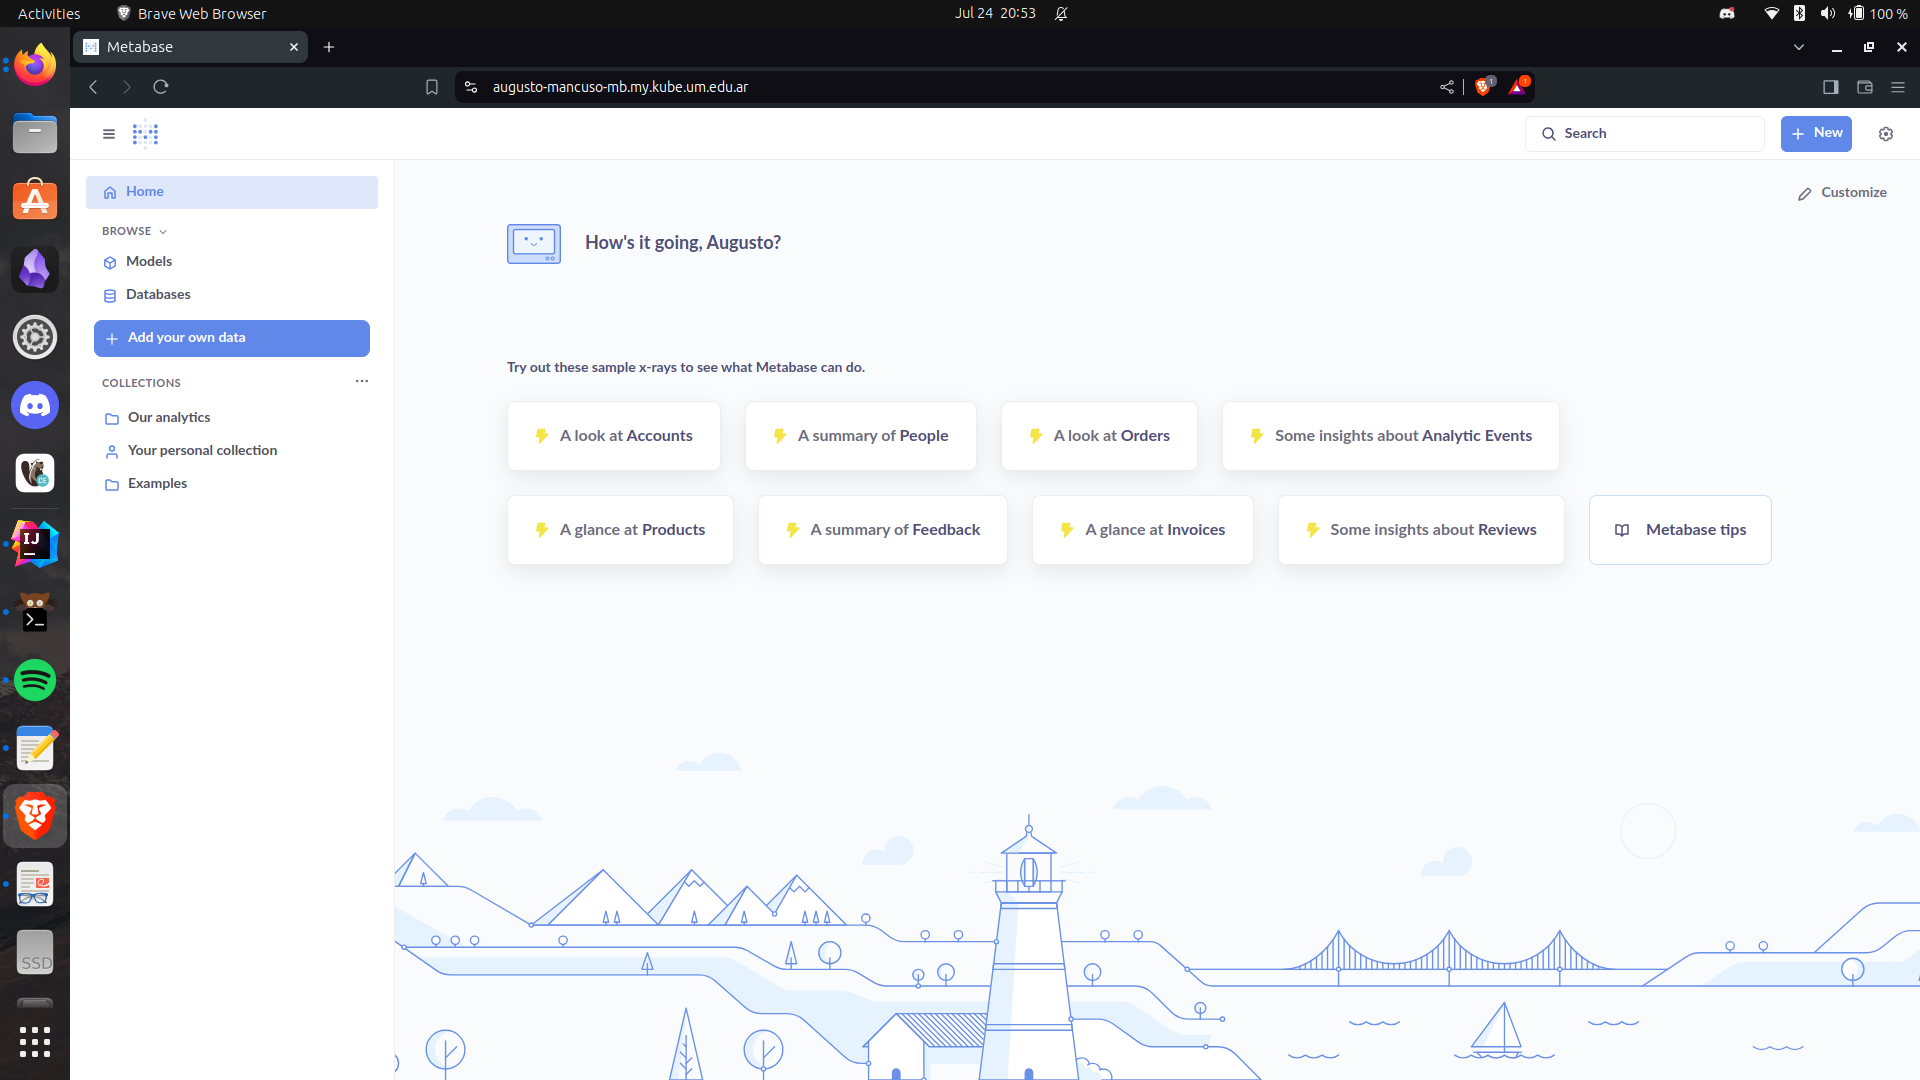 Activities
Brave Web Browser
Jul 24 20:53
100 %
Metabase
augusto-mancuso-mb.my.kube.um.edu.ar
1
1
Search
New
Home
BROWSE
Models
Databases
Add your own data
COLLECTIONS
Our analytics
Your personal collection
Examples
Customize
How's it going, Augusto?
Try out these sample x-rays to see what Metabase can do.
A look at Accounts
A summary of People
A look at Orders
Some insights about Analytic Events
A glance at Products
A summary of Feedback
A glance at Invoices
Some insights about Reviews
Metabase tips
CE
IJ
SSD